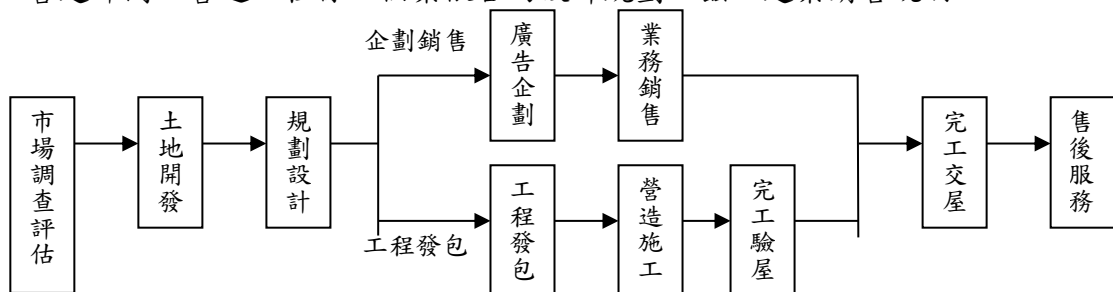 企劃銷售
廣告企劃
業務銷售
市場調查評估
土地開發
規劃設計
完工交屋
售後服務
工程發包
工程發包
營造施工
完工驗屋